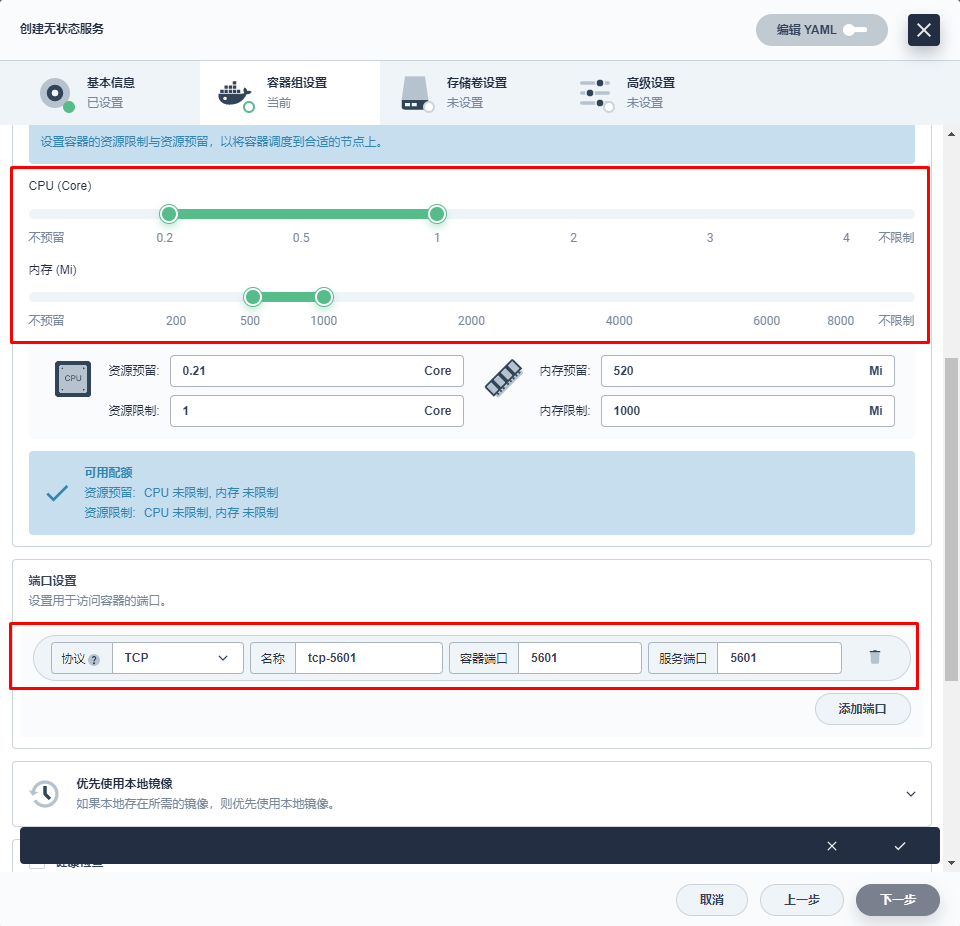 创建无状态服务
编辑 YAML
基本信息
已设置
容器组设置
当前
存储卷设置
未设置
高级设置
未设置
设置容器的资源限制与资源预留，以将容器调度到合适的节点上。
CPU (Core)
不预留 0.2 0.5 1 2 3 4 不限制
内存 (Mi)
不预留 200 500 1000 2000 4000 6000 8000 不限制
CPU
资源预留: 0.21 Core
内存预留: 520 Mi
资源限制: 1 Core
内存限制: 1000 Mi
可用配额
资源预留: CPU 未限制, 内存 未限制
资源限制: CPU 未限制, 内存 未限制
端口设置
设置用于访问容器的端口。
协议 ? TCP 名称 tcp-5601 容器端口 5601 服务端口 5601
添加端口
优先使用本地镜像
如果本地存在所需的镜像，则优先使用本地镜像。
取消 上一步 下一步